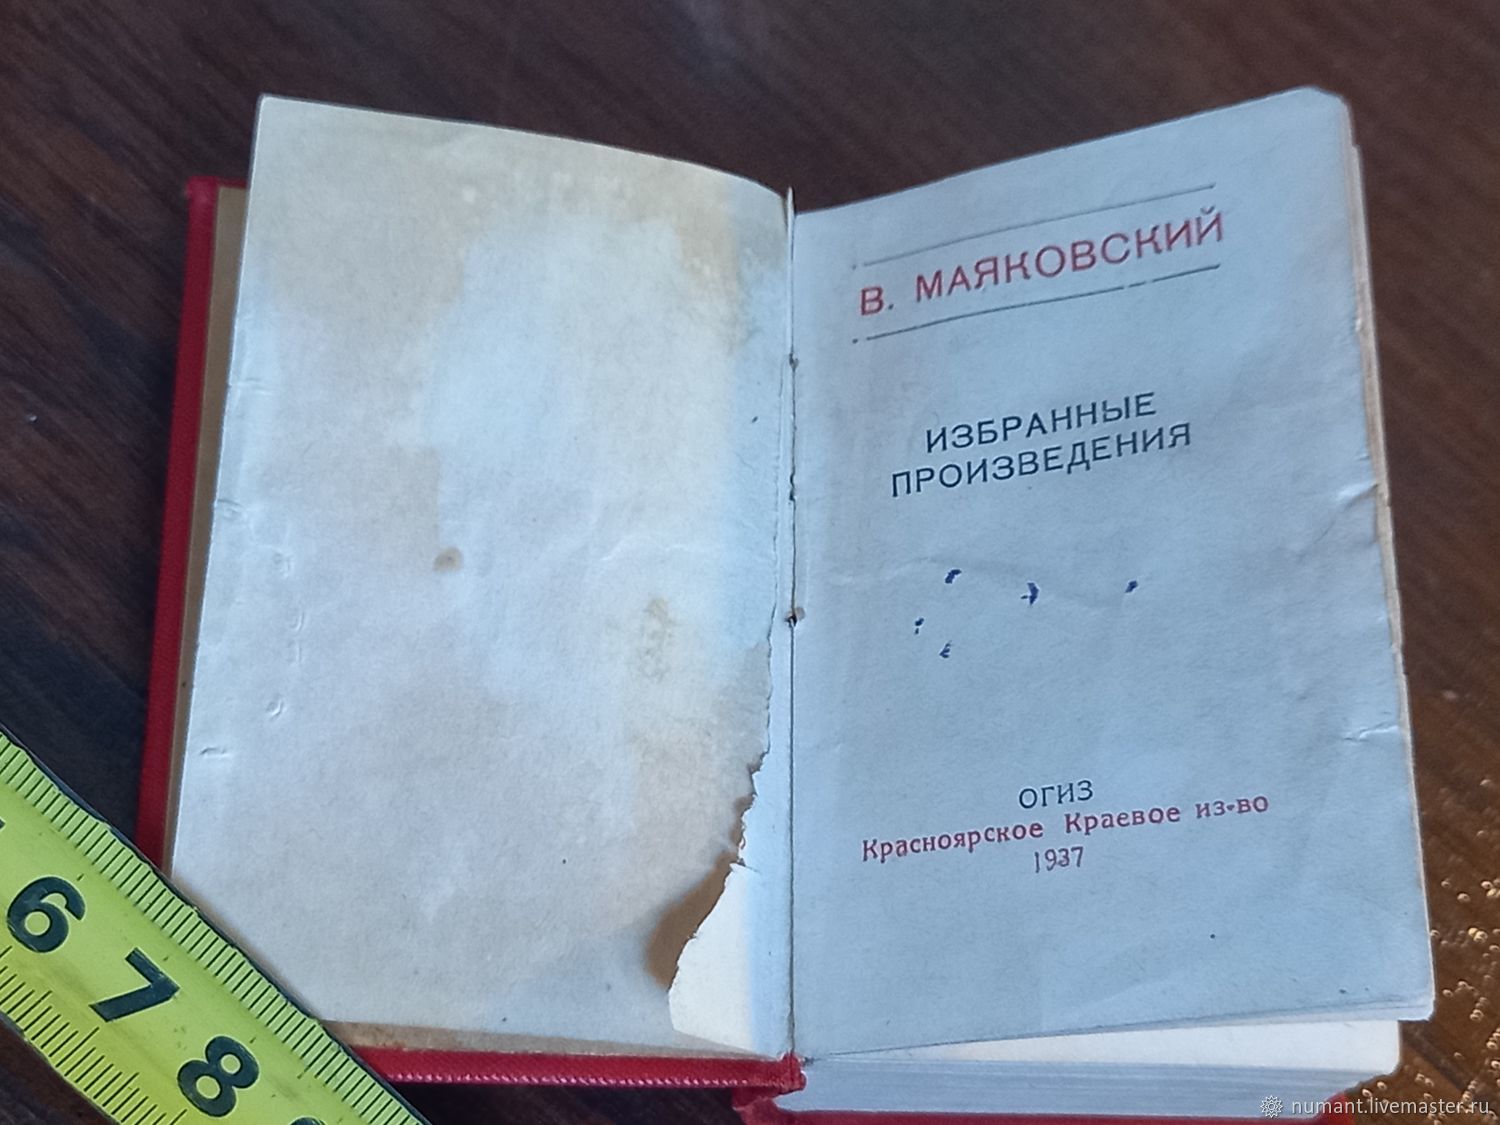 В. МАЯКОВСКИЙ
ИЗБРАННЫЕ
ПРОИЗВЕДЕНИЯ
ОГИЗ
Красноярское Краевое из-во
1937
6 7 8
numant.livemaster.ru